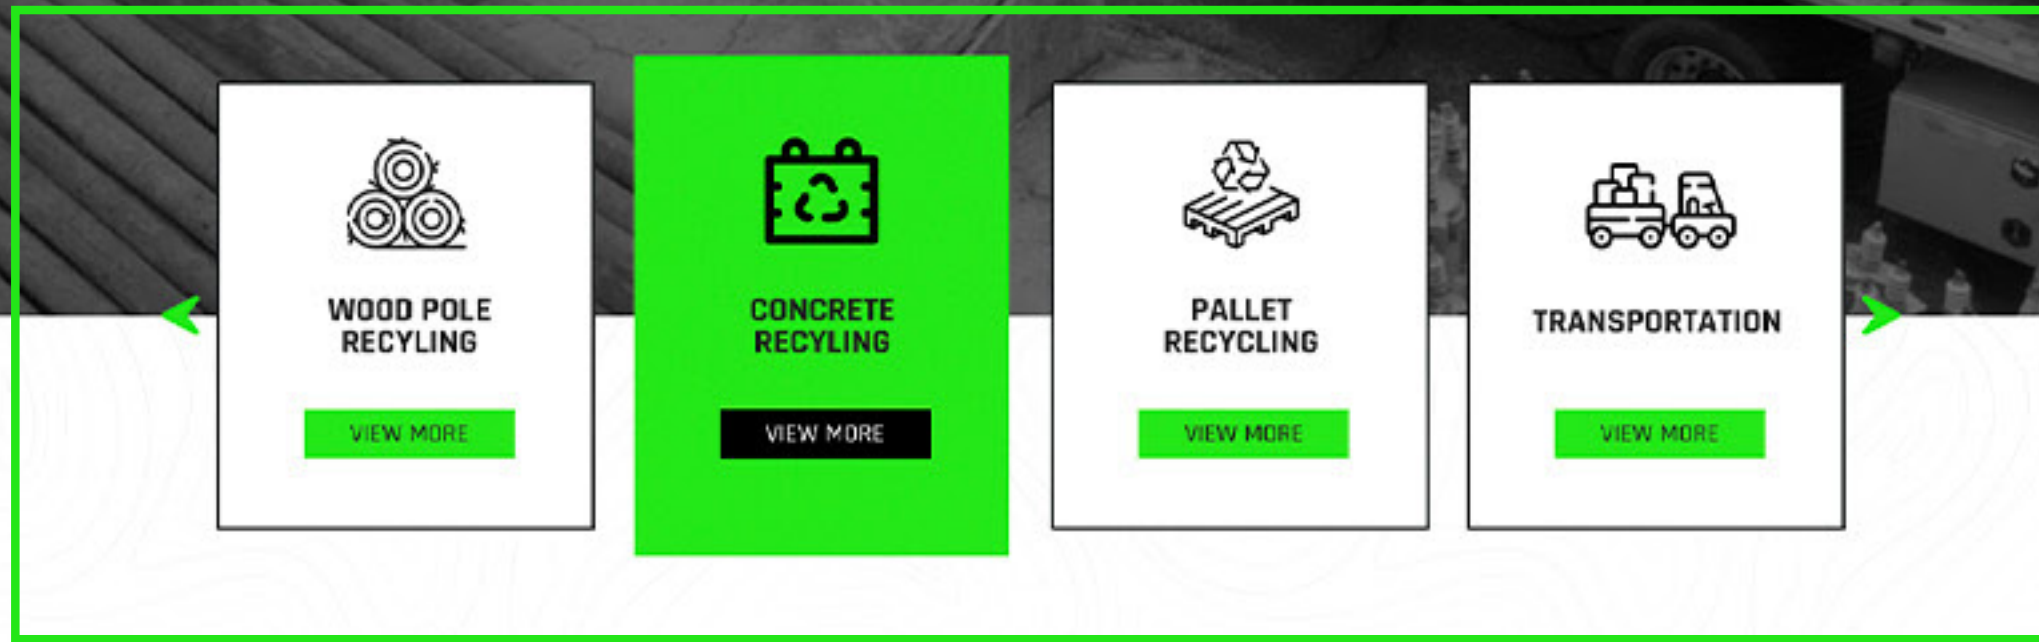 WOOD POLE
RECYLING
VIEW MORE
CONCRETE
RECYLING
VIEW MORE
PALLET
RECYCLING
VIEW MORE
TRANSPORTATION
VIEW MORE